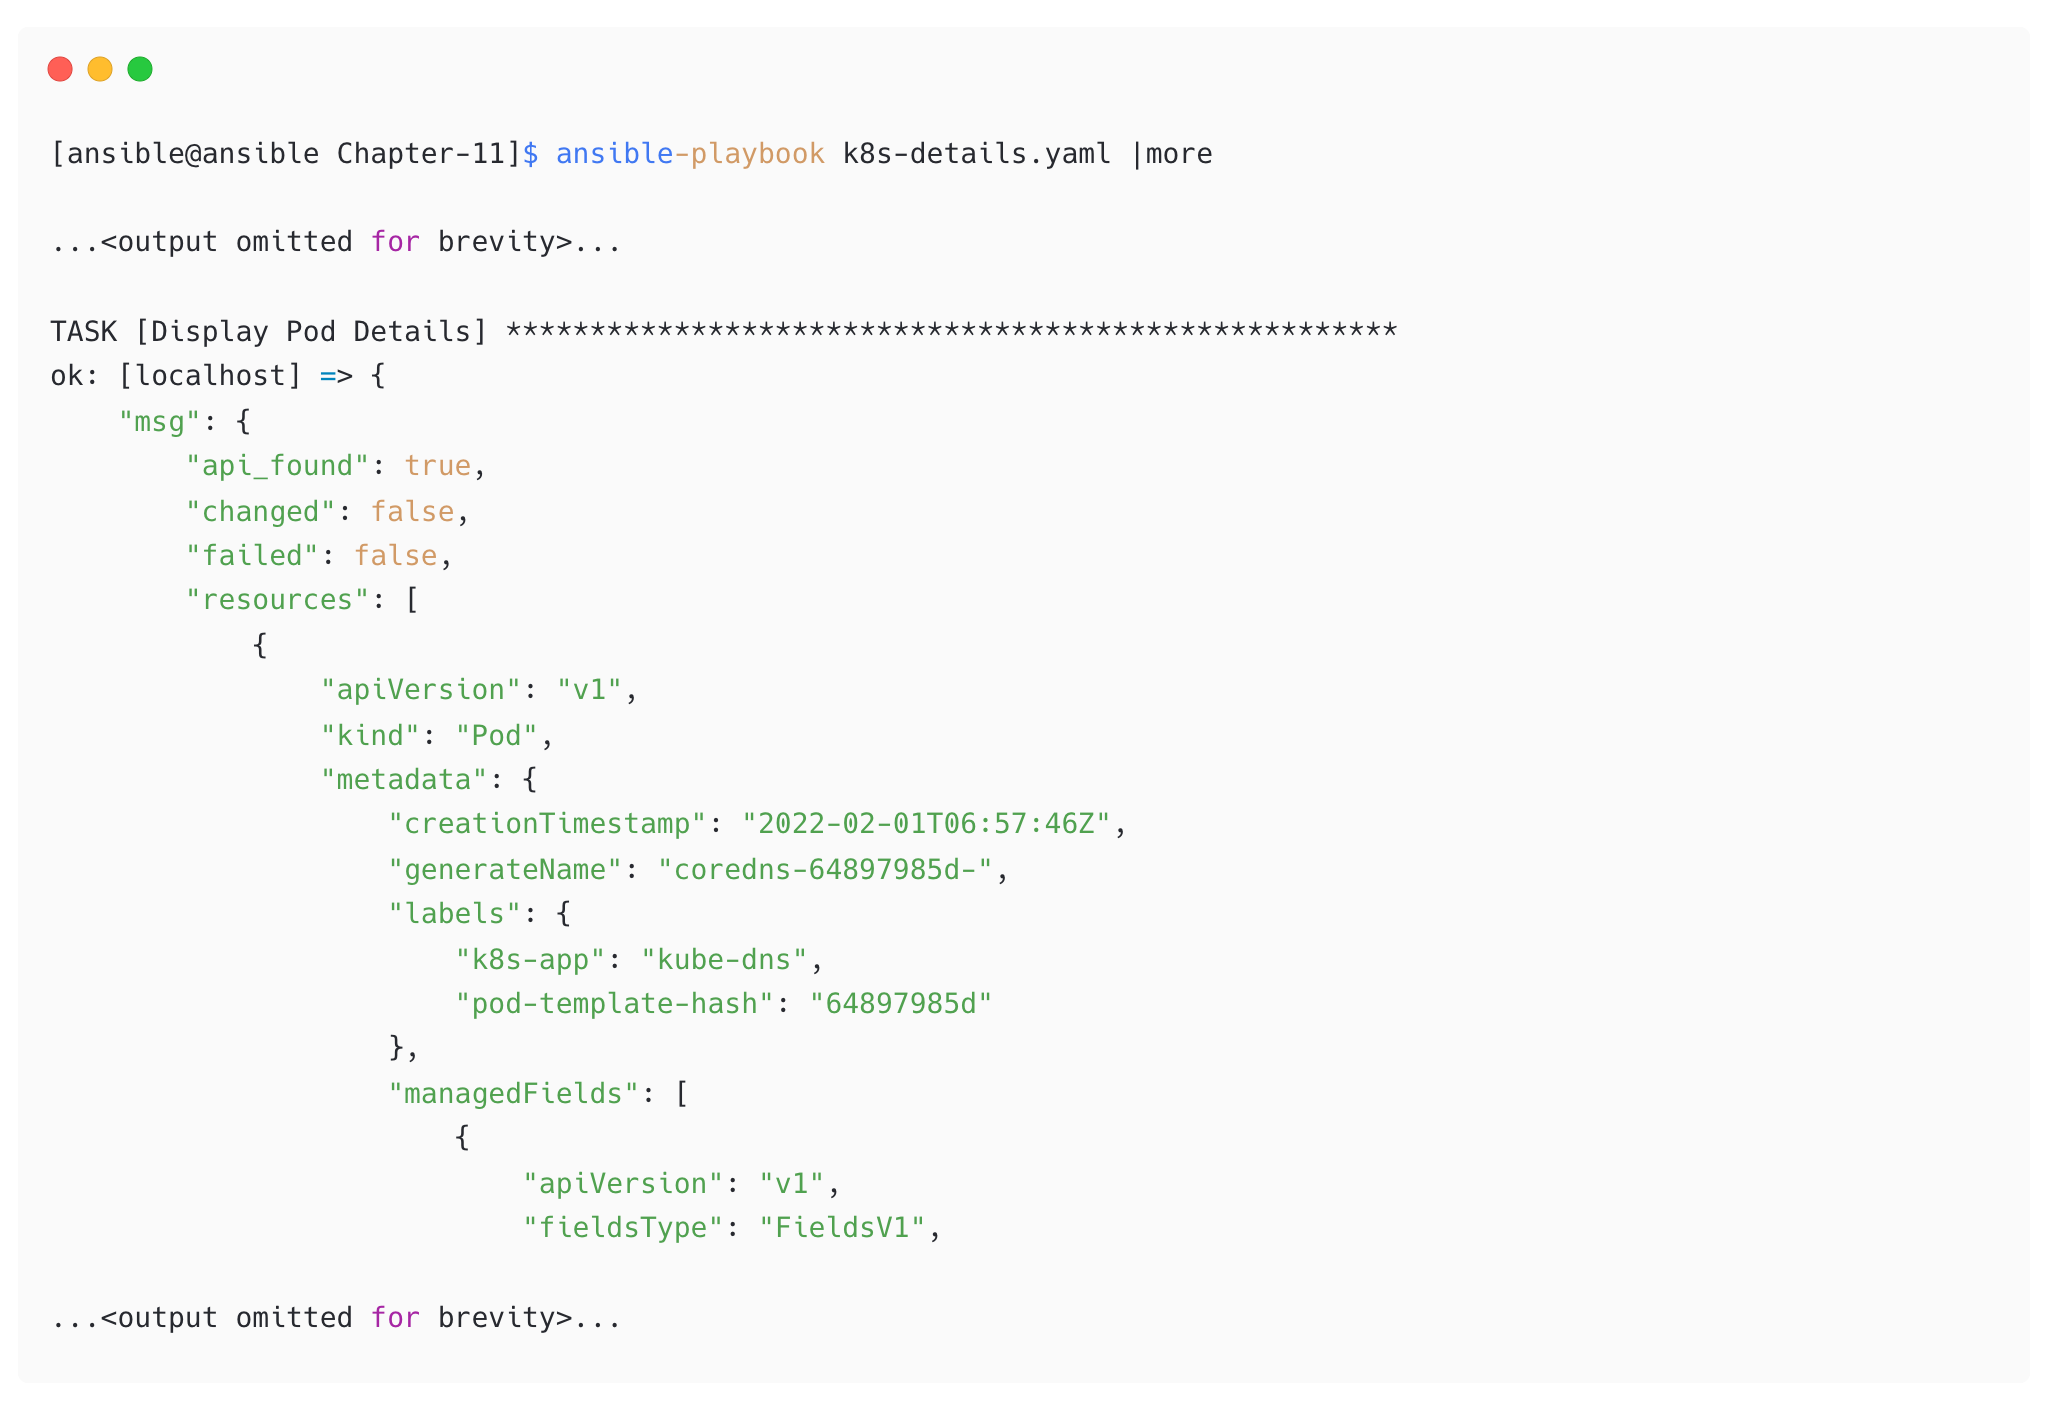 [ansible@ansible Chapter-11]$ ansible-playbook k8s-details.yaml |more
...<output omitted for brevity>...
TASK [Display Pod Details] *****************************************************
ok: [localhost] => {
    "msg": {
        "api_found": true,
        "changed": false,
        "failed": false,
        "resources": [
            {
                "apiVersion": "v1",
                "kind": "Pod",
                "metadata": {
                    "creationTimestamp": "2022-02-01T06:57:46Z",
                    "generateName": "coredns-64897985d-",
                    "labels": {
                        "k8s-app": "kube-dns",
                        "pod-template-hash": "64897985d"
                    },
                    "managedFields": [
                        {
                            "apiVersion": "v1",
                            "fieldsType": "FieldsV1",
...<output omitted for brevity>...